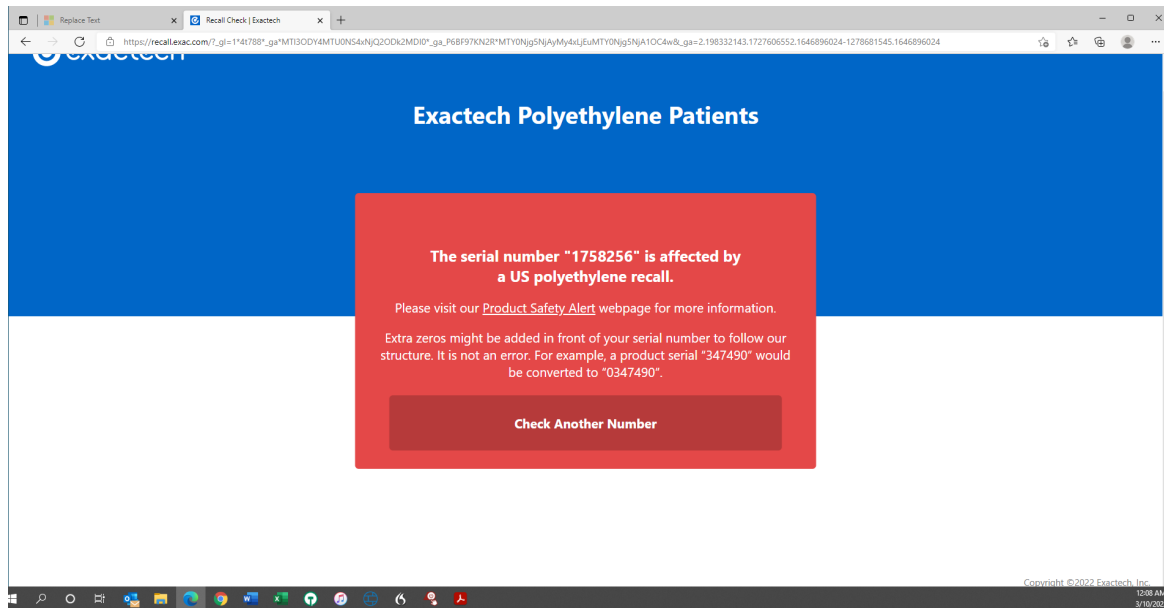 Replace Text
Recall Check | Exactech
https://recall.exac.com/?_gl=1*4t788*_ga*MTI3ODY4MTU0NS4xNjQ2ODk2MDI0*_ga_P6BF97KN2R*MTY0Njg5NjAyMy4xLjEuMTY0Njg5NjA1OC4w&_ga=2.198332143.1727606552.1646896024-1278681545.1646896024
exactech
Exactech Polyethylene Patients
The serial number "1758256" is affected by
a US polyethylene recall.
Please visit our Product Safety Alert webpage for more information.
Extra zeros might be added in front of your serial number to follow our
structure. It is not an error. For example, a product serial "347490" would
be converted to "0347490".
Check Another Number
Copyright ©2022 Exactech, Inc.
12:08 AM
3/10/202